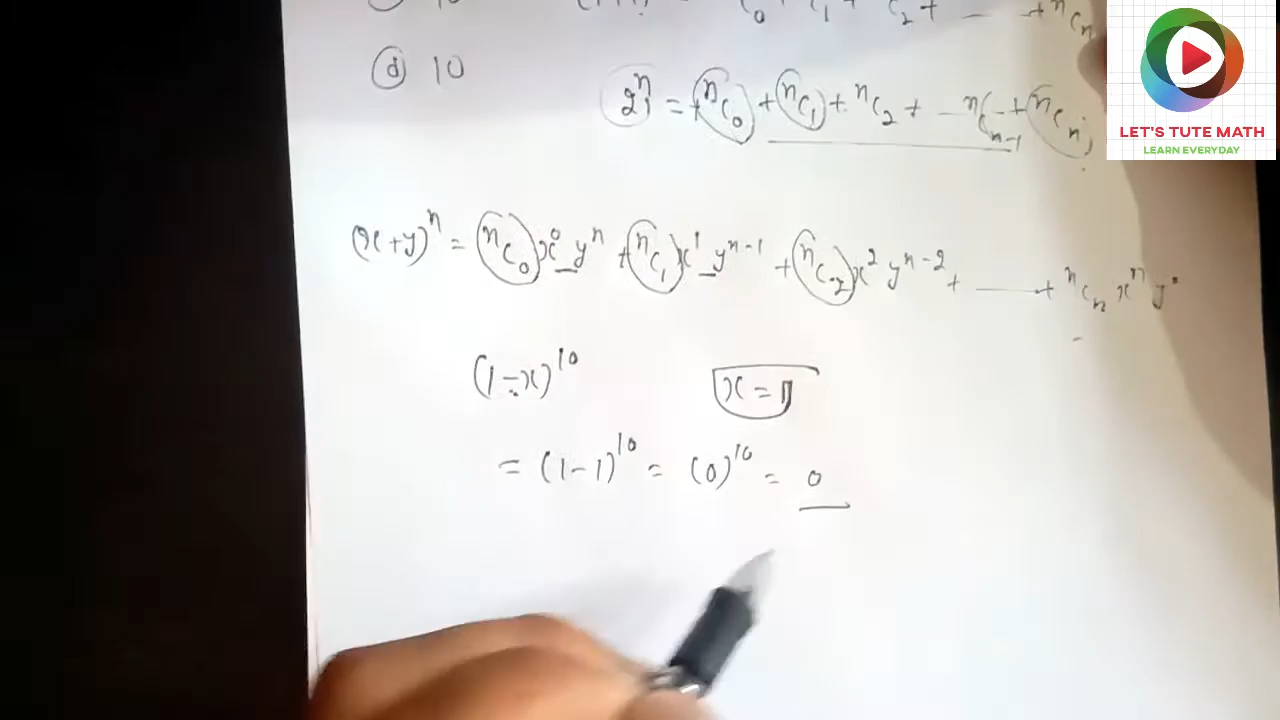 ⓓ 10
2ⁿ = ⁿC₀ + ⁿC₁ + ⁿC₂ + — ⁿCₙ₋₁ + ⁿCₙ
LET'S TUTE MATH
LEARN EVERYDAY
(x+y)ⁿ = ⁿC₀ x⁰ yⁿ + ⁿC₁ x¹ yⁿ⁻¹ + ⁿC₂ x² yⁿ⁻² + — + ⁿCₙ xⁿ y⁰
(1-x)¹⁰ x = 1
= (1-1)¹⁰ = (0)¹⁰ = 0